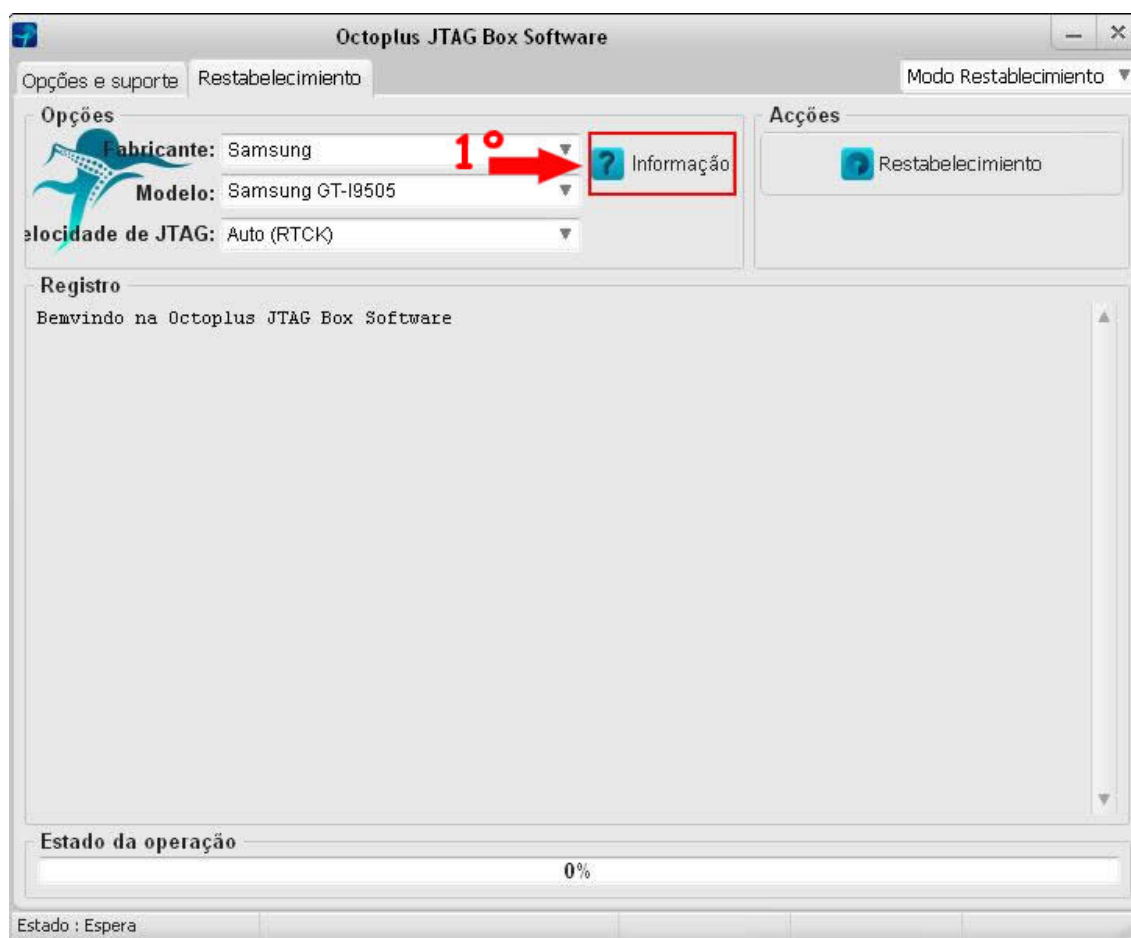 Octoplus JTAG Box Software
Opções e suporte Restabelecimiento Modo Restablecimiento
Opções Acções
Fabricante: Samsung 1º ? Informação Restabelecimiento
Modelo: Samsung GT-I9505
elocidade de JTAG: Auto (RTCK)
Registro
Bemvindo na Octoplus JTAG Box Software
Estado da operação
0%
Estado : Espera